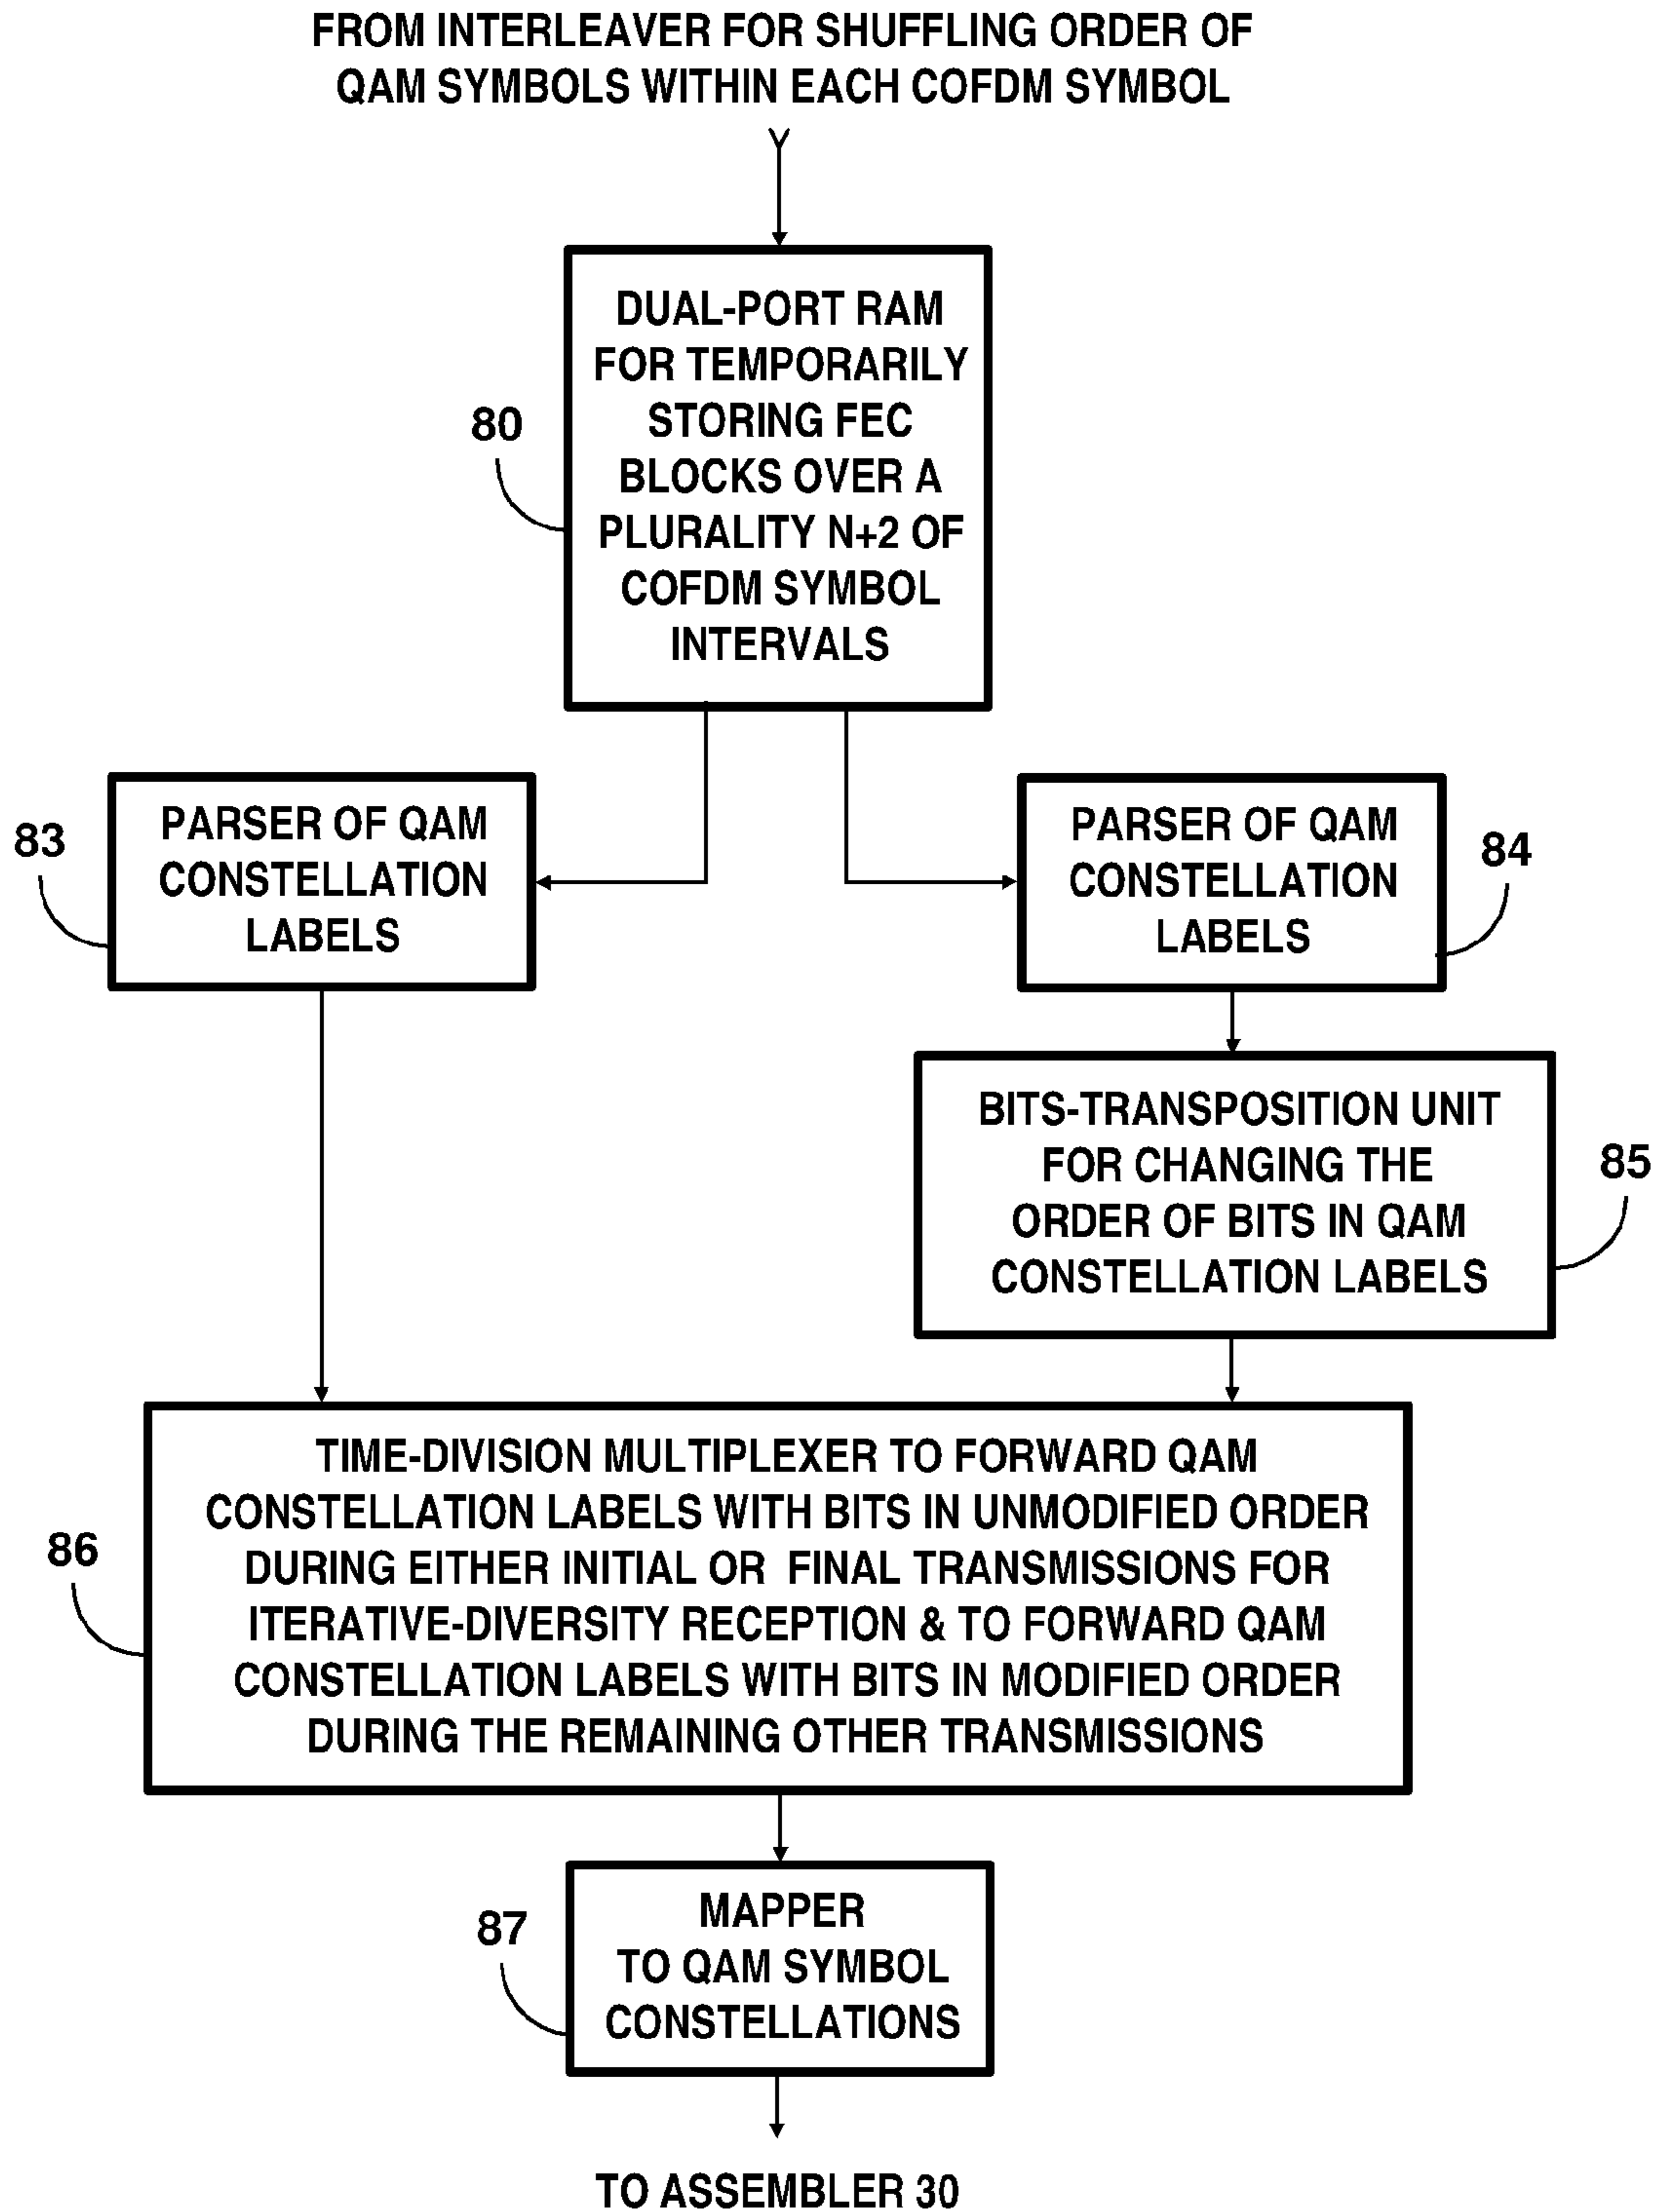 FROM INTERLEAVER FOR SHUFFLING ORDER OF
QAM SYMBOLS WITHIN EACH COFDM SYMBOL
DUAL-PORT RAM
FOR TEMPORARILY
STORING FEC
BLOCKS OVER A
PLURALITY N+2 OF
COFDM SYMBOL
INTERVALS
80
PARSER OF QAM
CONSTELLATION
LABELS
83
PARSER OF QAM
CONSTELLATION
LABELS
84
BITS-TRANSPOSITION UNIT
FOR CHANGING THE
ORDER OF BITS IN QAM
CONSTELLATION LABELS
85
TIME-DIVISION MULTIPLEXER TO FORWARD QAM
CONSTELLATION LABELS WITH BITS IN UNMODIFIED ORDER
DURING EITHER INITIAL OR FINAL TRANSMISSIONS FOR
ITERATIVE-DIVERSITY RECEPTION & TO FORWARD QAM
CONSTELLATION LABELS WITH BITS IN MODIFIED ORDER
DURING THE REMAINING OTHER TRANSMISSIONS
86
MAPPER
TO QAM SYMBOL
CONSTELLATIONS
87
TO ASSEMBLER 30